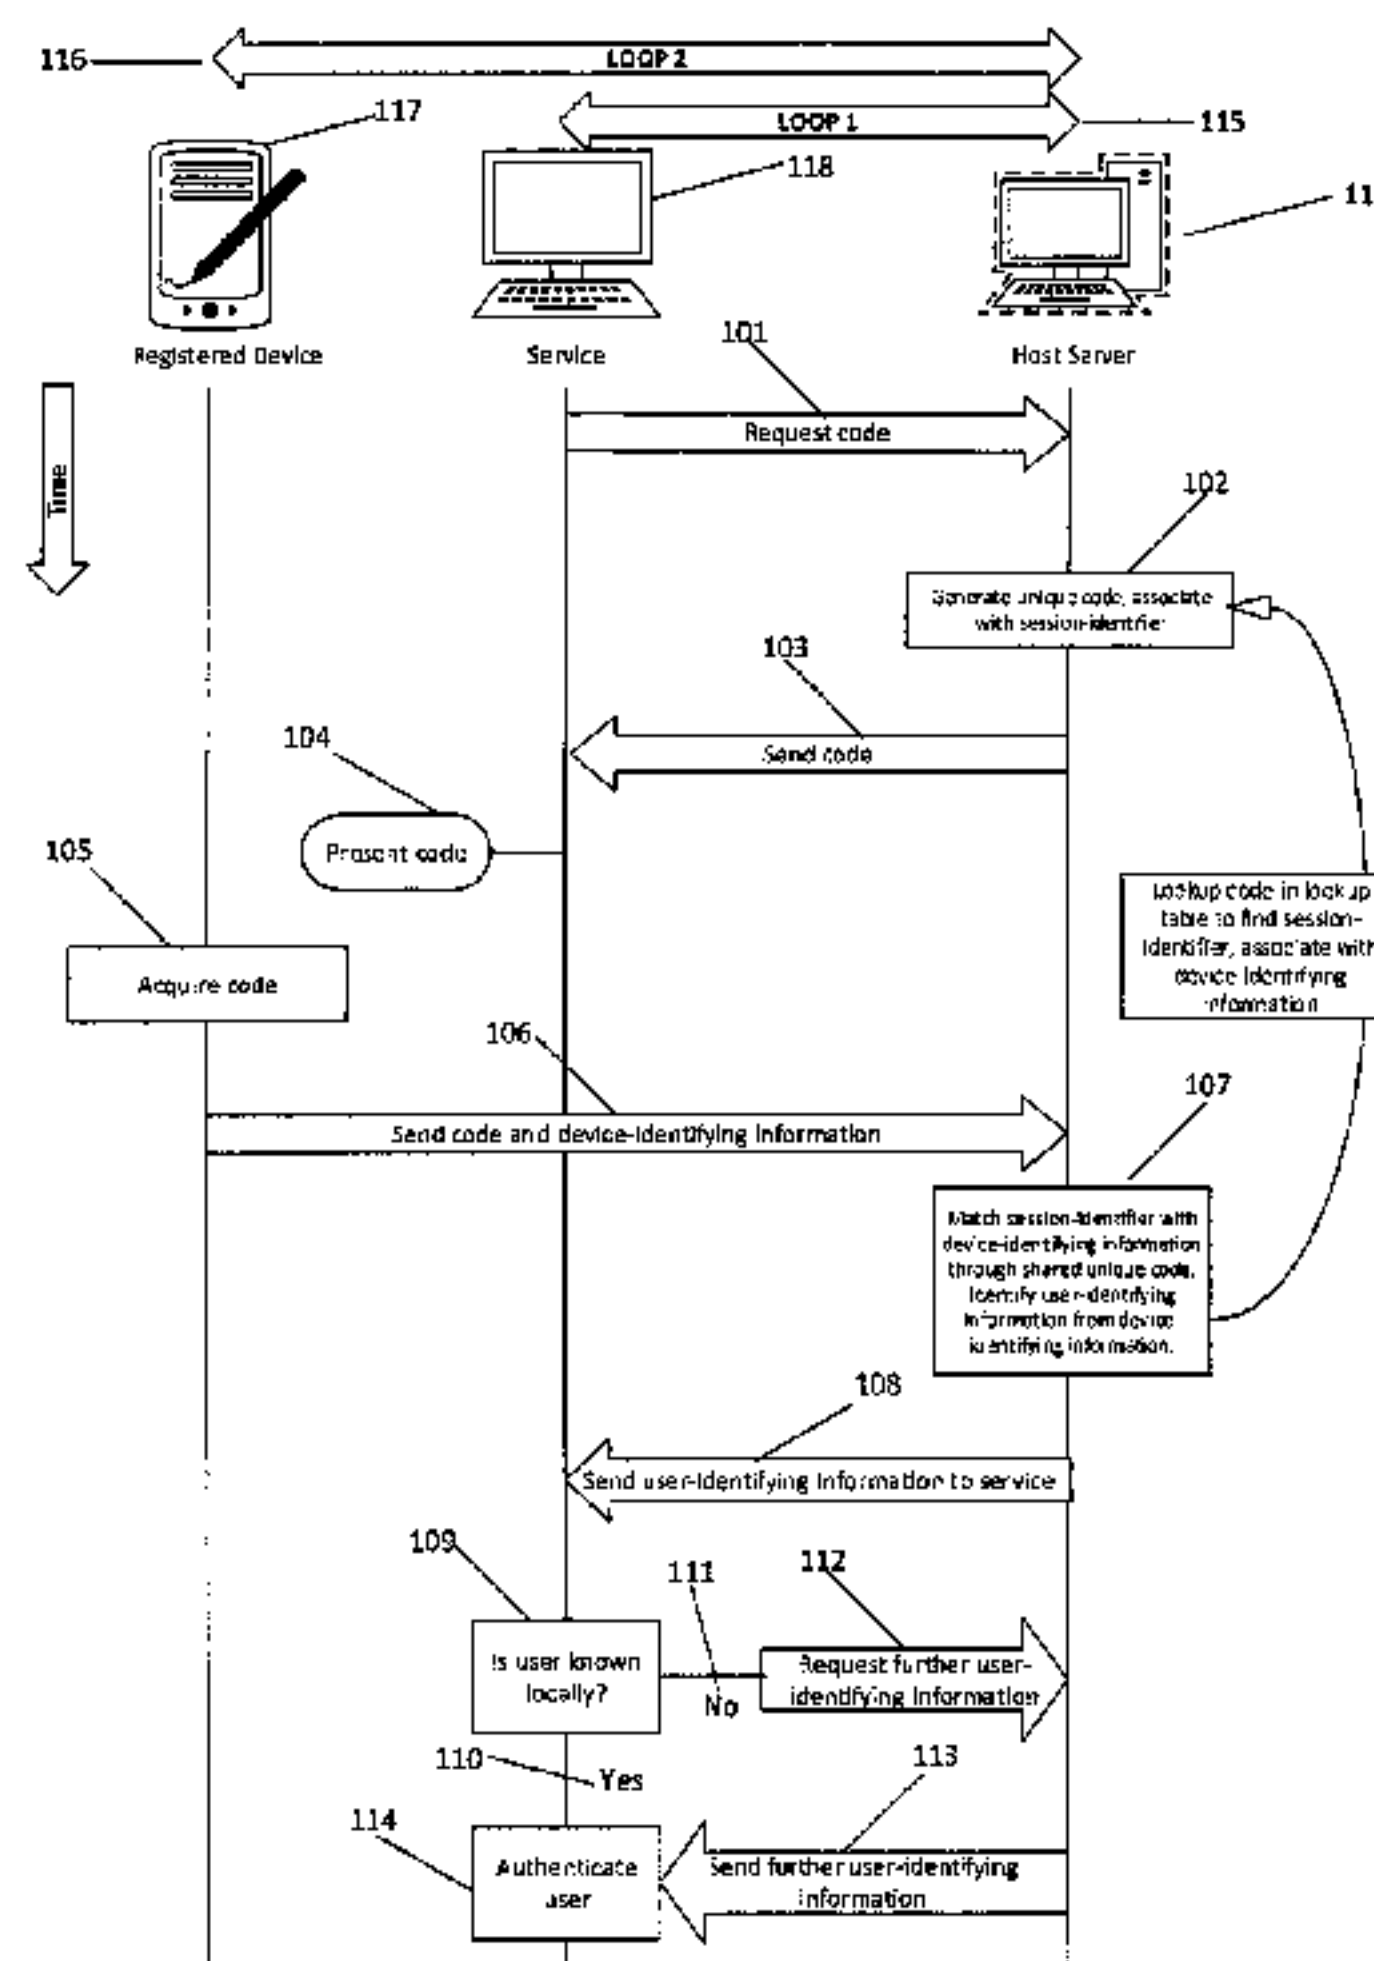 116
LOOP 2
117
LOOP 1
115
118
11
Registered Device
Service
Host Server
101
Request code
Time
102
Generate unique code, associate
with session-identifier
103
Send code
104
Present code
105
Acquire code
Lookup code in lookup
table to find session-
identifier, associate with
device identifying
information
106
Send code and device-identifying information
107
Match session-identifier with
device-identifying information
through shared unique code.
Identify user-identifying
information from device
identifying information.
108
Send user-identifying information to service
109
111
112
Is user known
locally?
No
Request further user-
identifying information
110
Yes
113
114
Authenticate
user
Send further user-identifying
information